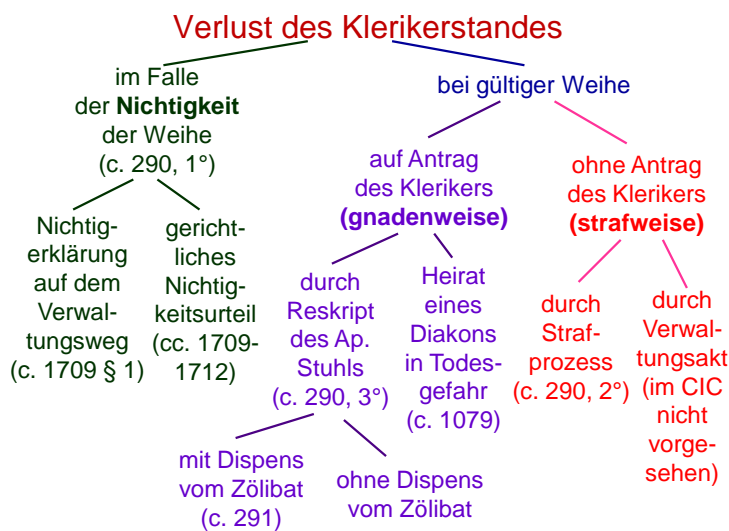 Verlust des Klerikerstandes
im Falle
der Nichtigkeit
der Weihe
(c. 290, 1°)
bei gültiger Weihe
auf Antrag
des Klerikers
(gnadenweise)
ohne Antrag
des Klerikers
(strafweise)
Nichtig-
erklärung
auf dem
Verwal-
tungsweg
(c. 1709 § 1)
gericht-
liches
Nichtig-
keitsurteil
(cc. 1709-
1712)
durch
Reskript
des Ap.
Stuhls
(c. 290, 3°)
Heirat
eines
Diakons
in Todes-
gefahr
(c. 1079)
durch
Straf-
prozess
(c. 290, 2°)
durch
Verwal-
tungsakt
(im CIC
nicht
vorge-
sehen)
mit Dispens
vom Zölibat
(c. 291)
ohne Dispens
vom Zölibat